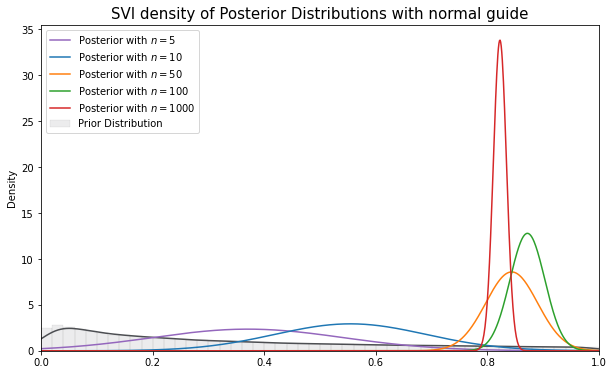 SVI density of Posterior Distributions with normal guide
35
30
25
20
15
10
5
0
Density
Posterior with n = 5
Posterior with n = 10
Posterior with n = 50
Posterior with n = 100
Posterior with n = 1000
Prior Distribution
0.0 0.2 0.4 0.6 0.8 1.0